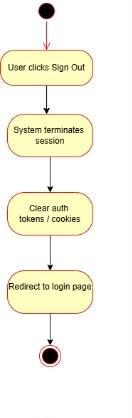 User clicks Sign Out
System terminates
session
Clear auth
tokens / cookies
Redirect to login page